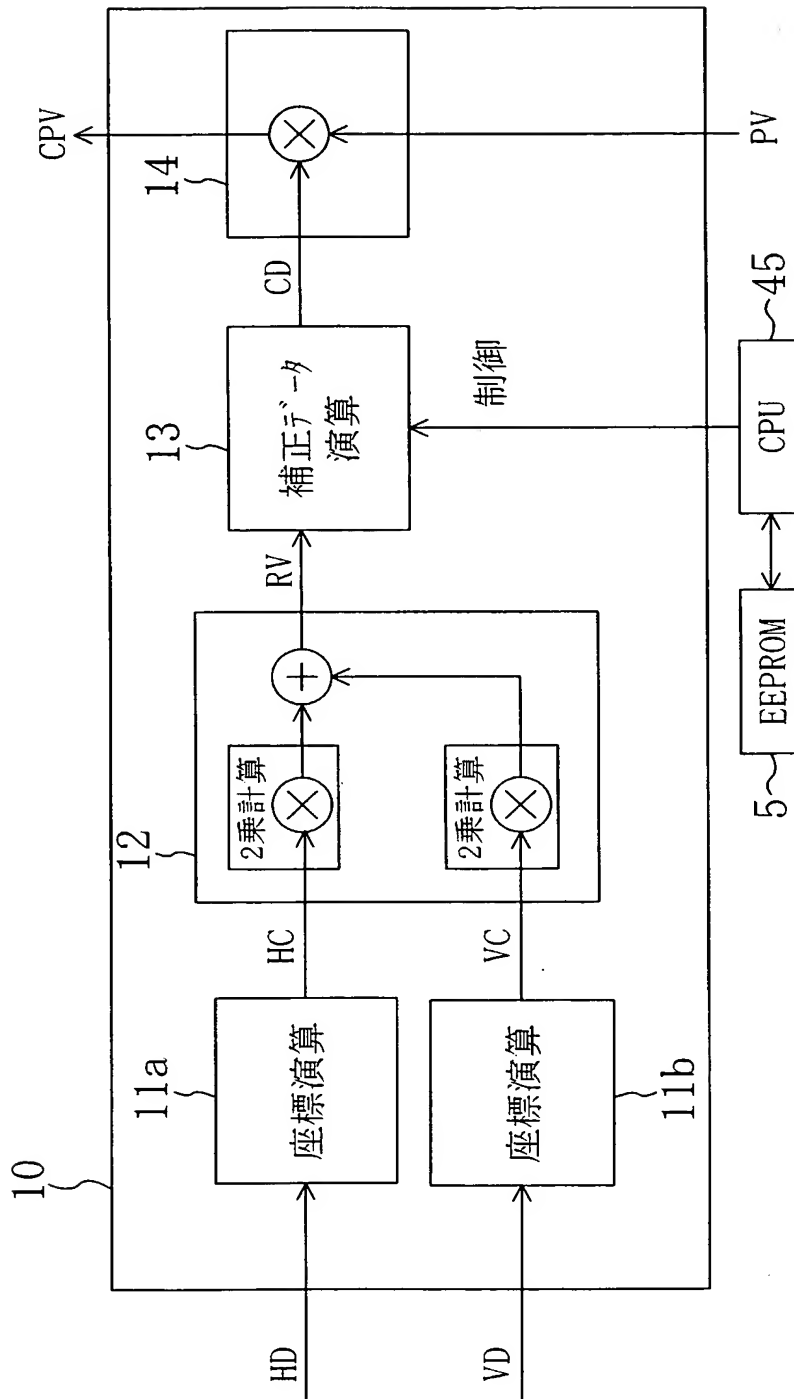 10
HD
11a
座標演算
HC
VD
座標演算
11b
VC
12
2乗計算
2乗計算
RV
13
補正データ
演算
CD
制御
14
CPV
PV
5
EEPROM
CPU
45